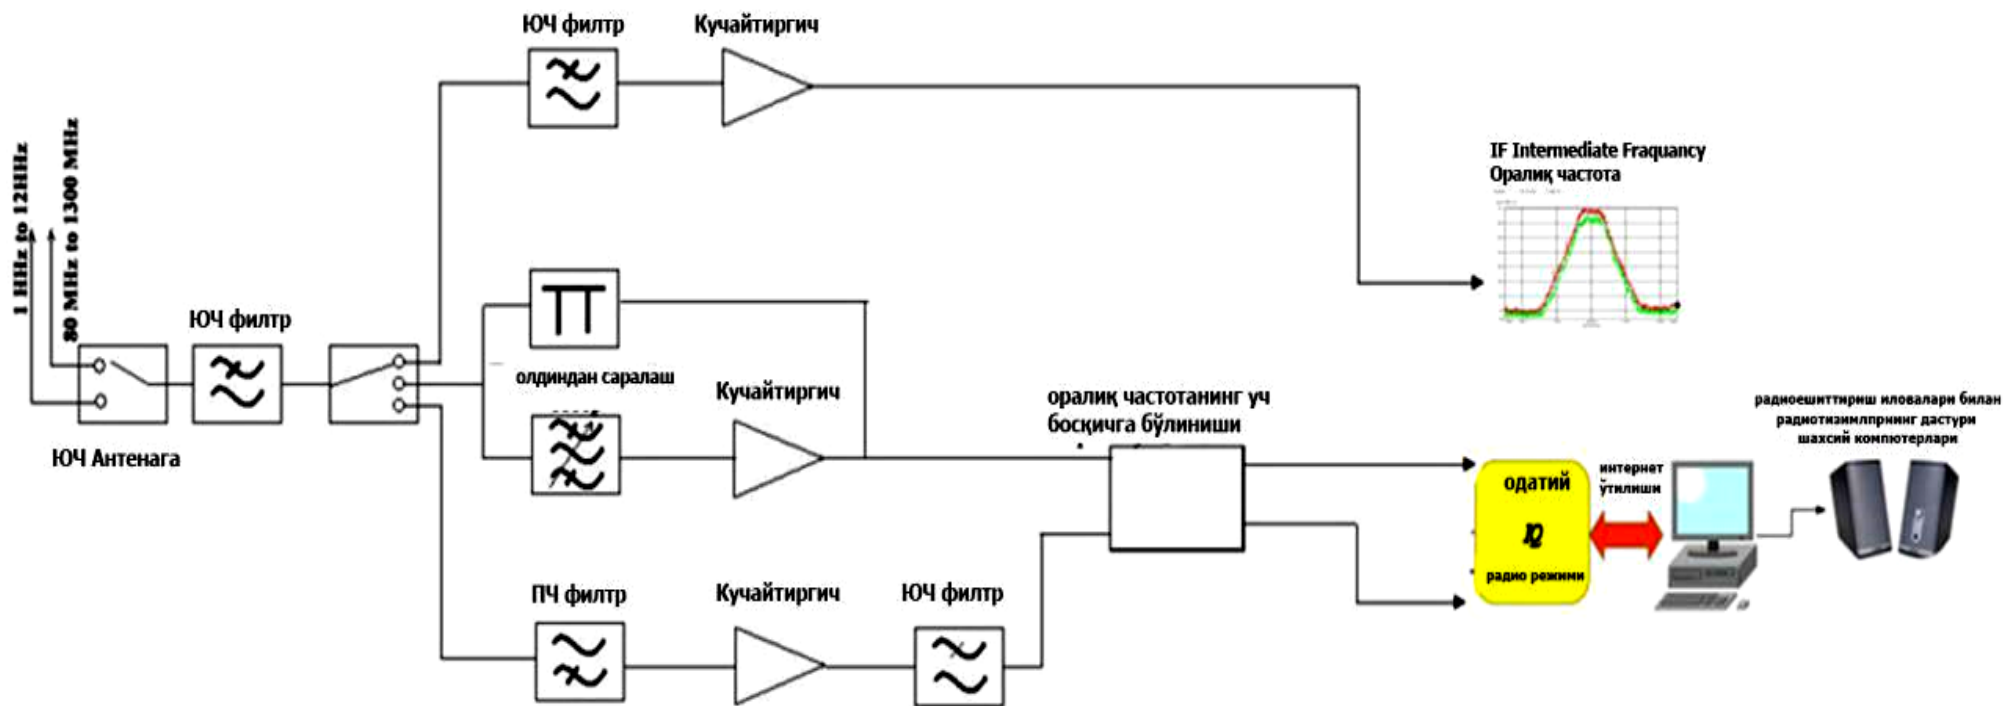 ЮЧ филтр
Кучайтиргич
1 HHz to 12HHz
80 MHz to 1300 MHz
IF Intermediate Fraquancy
Оралиқ частота
ЮЧ филтр
олдиндан саралаш
Кучайтиргич
ЮЧ Антенага
оралиқ частотанинг уч
босқичга бўлиниши
радиоешиттириш иловалари билан
радиотизимлпрнинг дастури
шахсий компютерлари
одатий
IQ
радио режими
интернет
ўтилиши
ПЧ филтр
Кучайтиргич
ЮЧ филтр